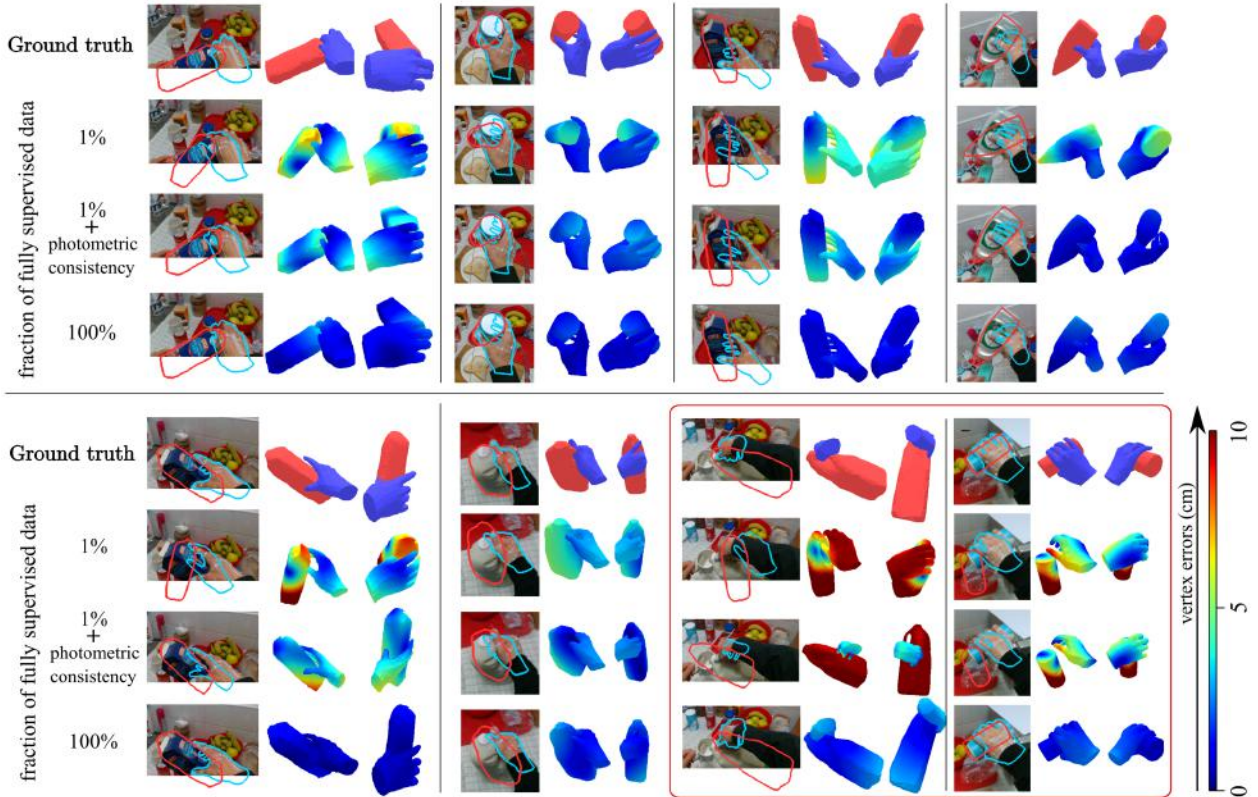 Ground truth
fraction of fully supervised data
1%
1%
+
photometric
consistency
100%
Ground truth
fraction of fully supervised data
1%
1%
+
photometric
consistency
100%
vertex errors (cm)
10
5
0